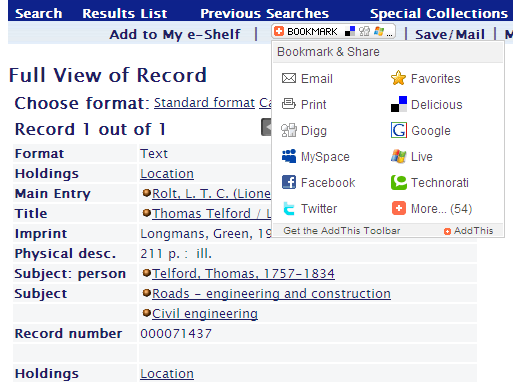 Search Results List Previous Searches Special Collections
Add to My e-Shelf | BOOKMARK ... | Save/Mail |
Bookmark & Share
Email Favorites
Print Delicious
Digg Google
MySpace Live
Facebook Technorati
Twitter More... (54)
Get the AddThis Toolbar AddThis
Full View of Record
Choose format: Standard format
Record 1 out of 1
Format Text
Holdings Location
Main Entry Rolt, L. T. C. (Lione
Title Thomas Telford / L
Imprint Longmans, Green, 19
Physical desc. 211 p. : ill.
Subject: person Telford, Thomas, 1757-1834
Subject Roads - engineering and construction
Civil engineering
Record number 000071437
Holdings Location